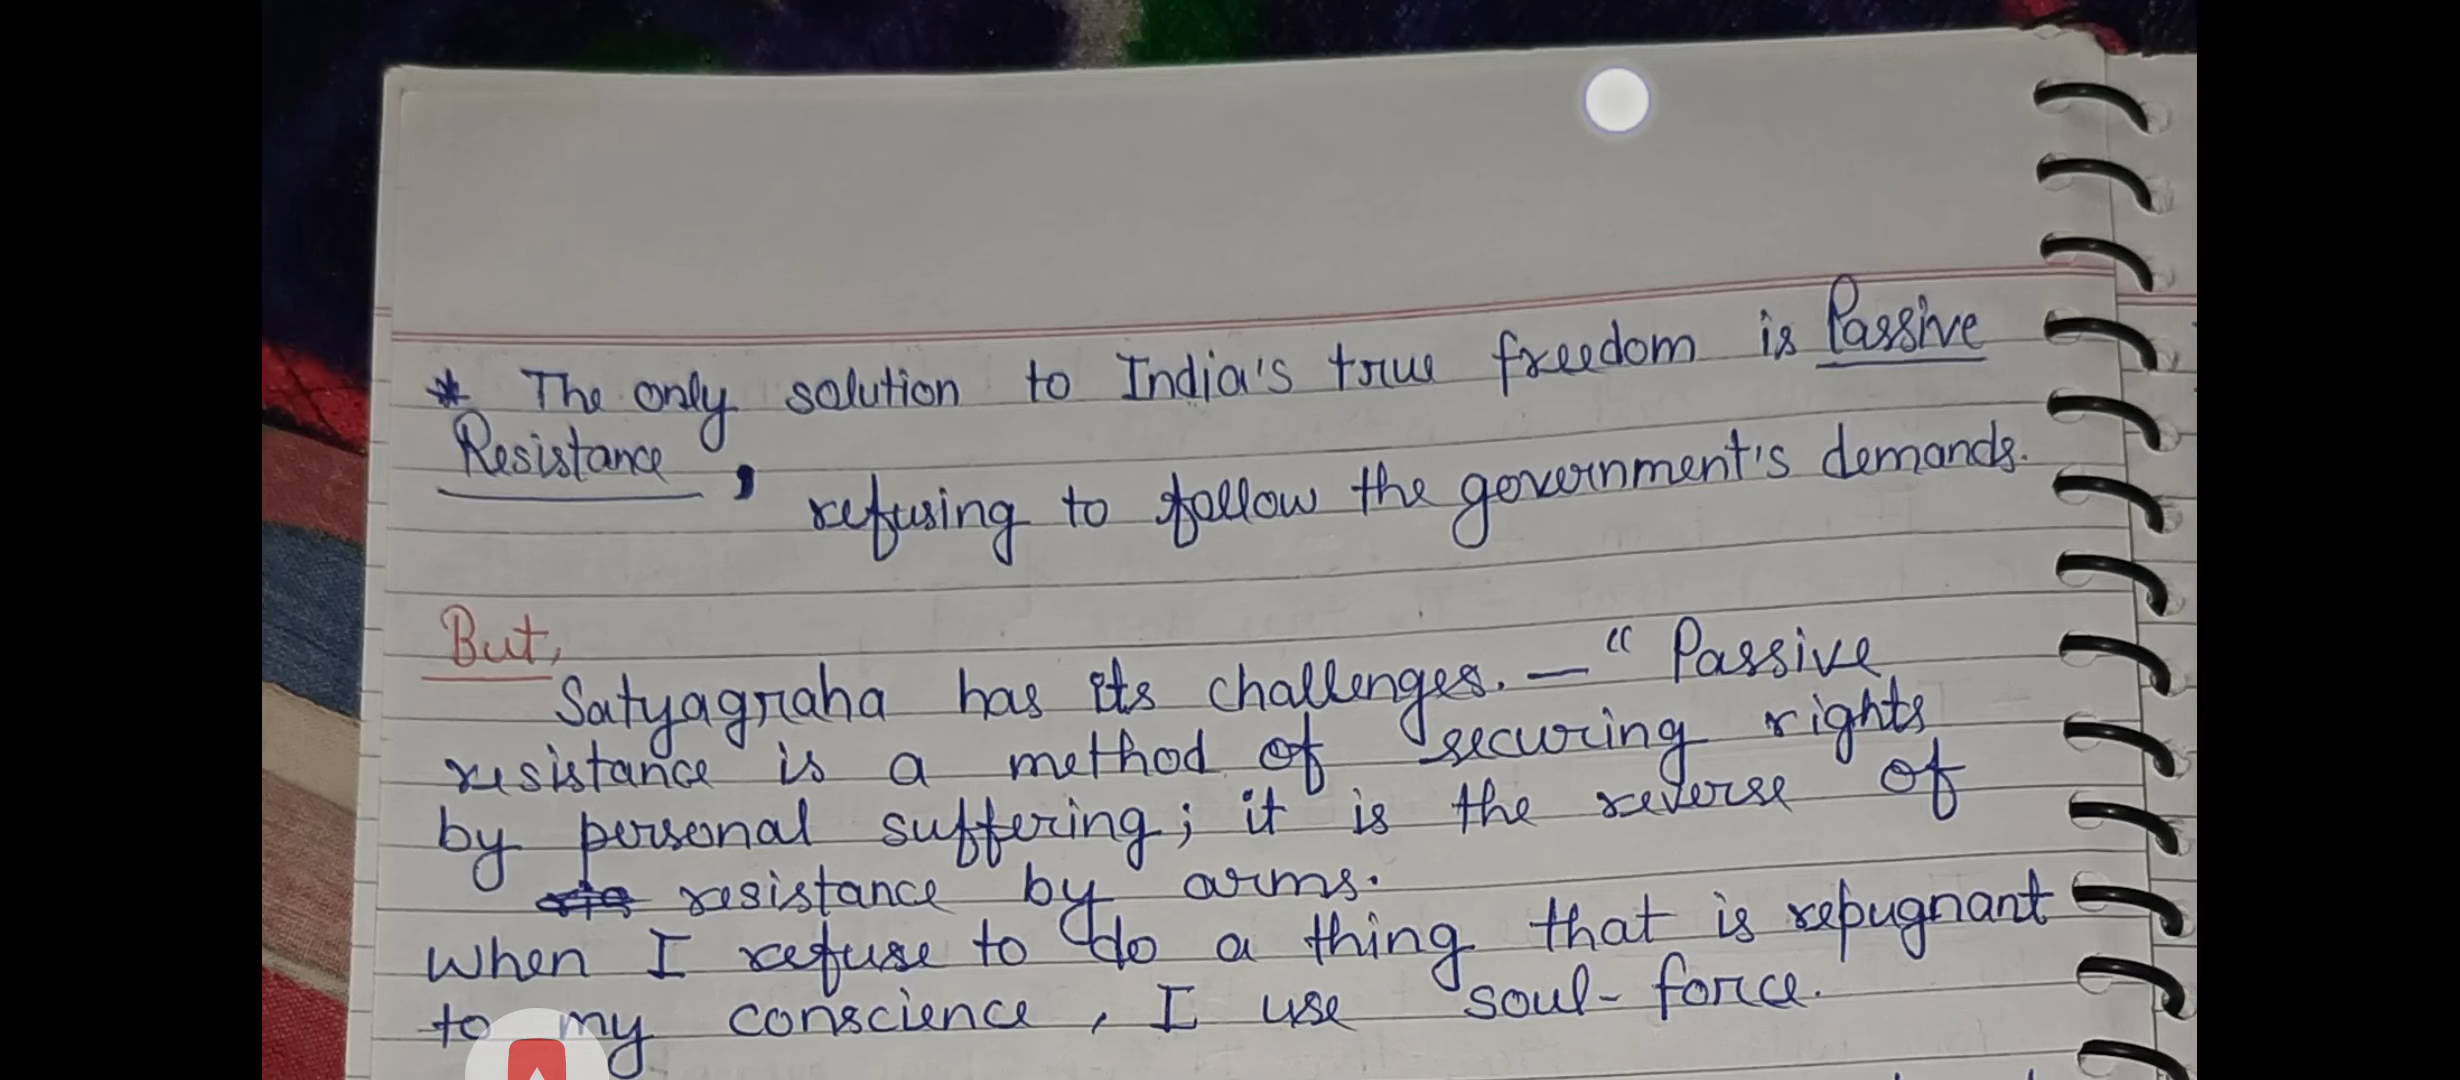 * The only solution to India's true freedom is Passive
Resistance, refusing to follow the government's demands.
But,
Satyagraha has its challenges. — “ Passive
resistance is a method of securing rights
by personal suffering; it is the reverse of
resistance by arms.
When I refuse to do a thing that is repugnant
to my conscience, I use soul-force.